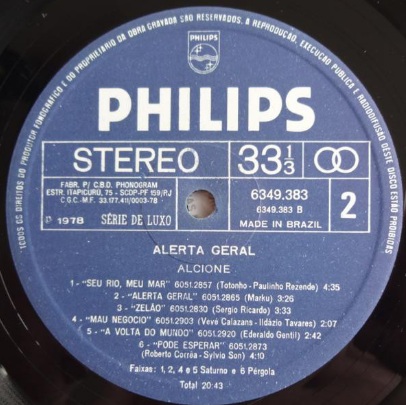 TODOS OS DIREITOS DO PRODUTOR FONOGRÁFICO E DO PROPRIETÁRIO DA OBRA GRAVADA SÃO RESERVADOS. A REPRODUÇÃO, EXECUÇÃO PÚBLICA E RADIODIFUSÃO DESTE DISCO ESTÃO PROIBIDAS
PHILIPS
PHILIPS
STEREO 33 1/3
FABR. P/ C.B.D. PHONOGRAM
ESTR. ITAPICURU, 75 - SCDP-PF 159/RJ
C.G.C.-M.F. 33.177.411/0003-78
P 1978 SÉRIE DE LUXO
6349.383
6349.383 B
MADE IN BRAZIL
2
ALERTA GERAL
ALCIONE
1 - "SEU RIO, MEU MAR" 6051.2857 (Totonho - Paulinho Rezende) 4:35
2 - "ALERTA GERAL" 6051.2865 (Marku) 3:26
3 - "ZELÃO" 6051.2830 (Sergio Ricardo) 3:33
4 - "MAU NEGOCIO" 6051.2903 (Vevé Calazans - Ildázio Tavares) 2:07
5 - "A VOLTA DO MUNDO" 6051.2920 (Ederaldo Gentil) 2:42
6 - "PODE ESPERAR" 6051.2873
(Roberto Corrêa - Sylvio Son) 4:10
Faixas: 1, 2, 4 e 5 Saturno e 6 Pérgola
Total 20:43